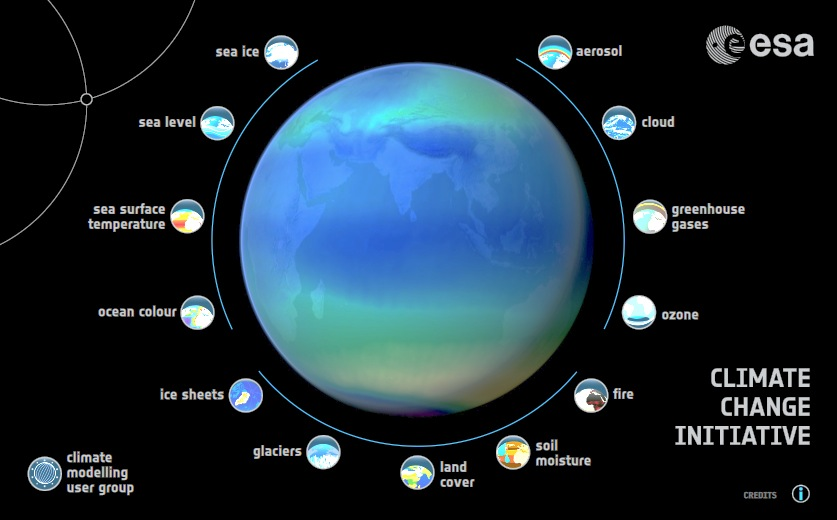 esa
sea ice
aerosol
sea level
cloud
sea surface
temperature
greenhouse
gases
ocean colour
ozone
ice sheets
fire
glaciers
land
cover
soil
moisture
CLIMATE
CHANGE
INITIATIVE
climate
modelling
user group
CREDITS
i